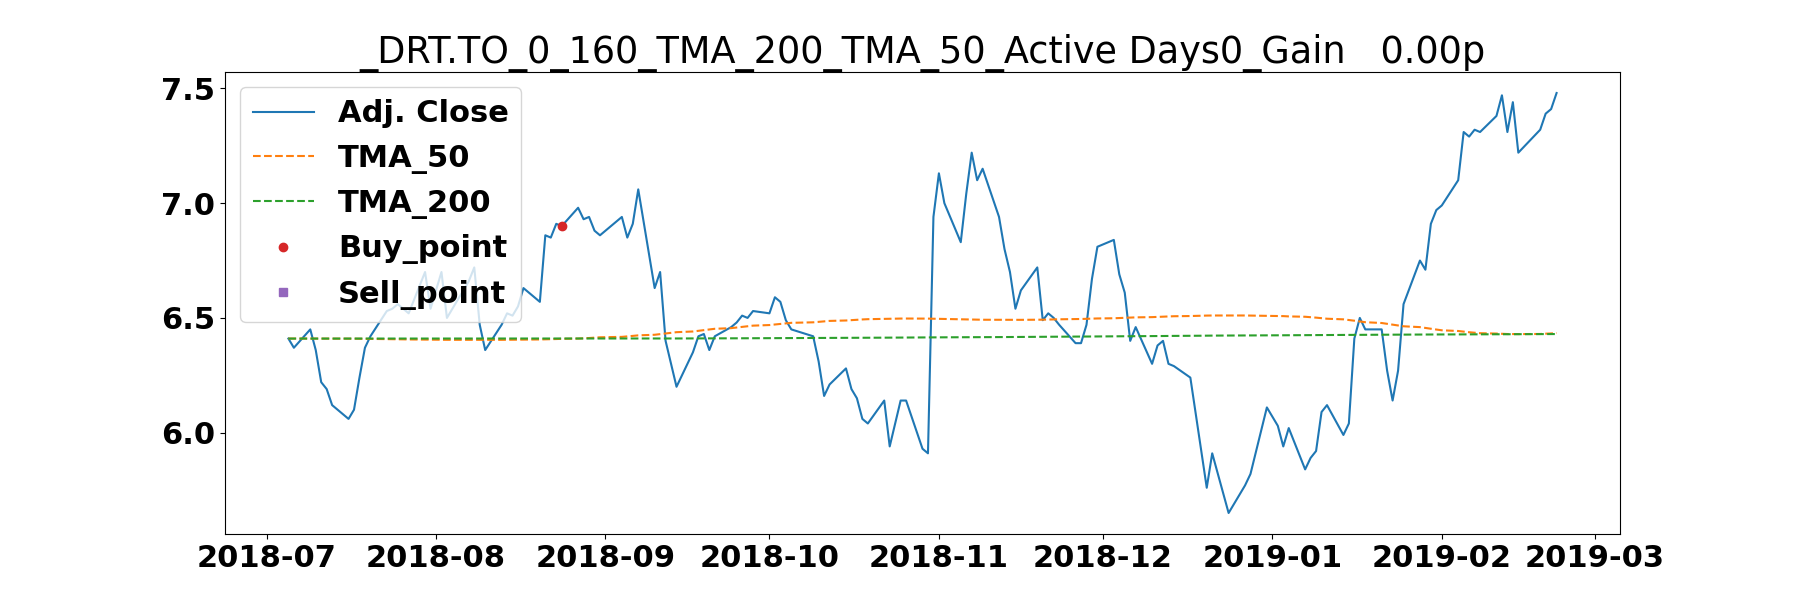 _DRT.TO_0_160_TMA_200_TMA_50_Active Days0_Gain   0.00p
7.5
7.0
6.5
6.0
Adj. Close
TMA_50
TMA_200
Buy_point
Sell_point
2018-07 2018-08 2018-09 2018-10 2018-11 2018-12 2019-01 2019-02 2019-03